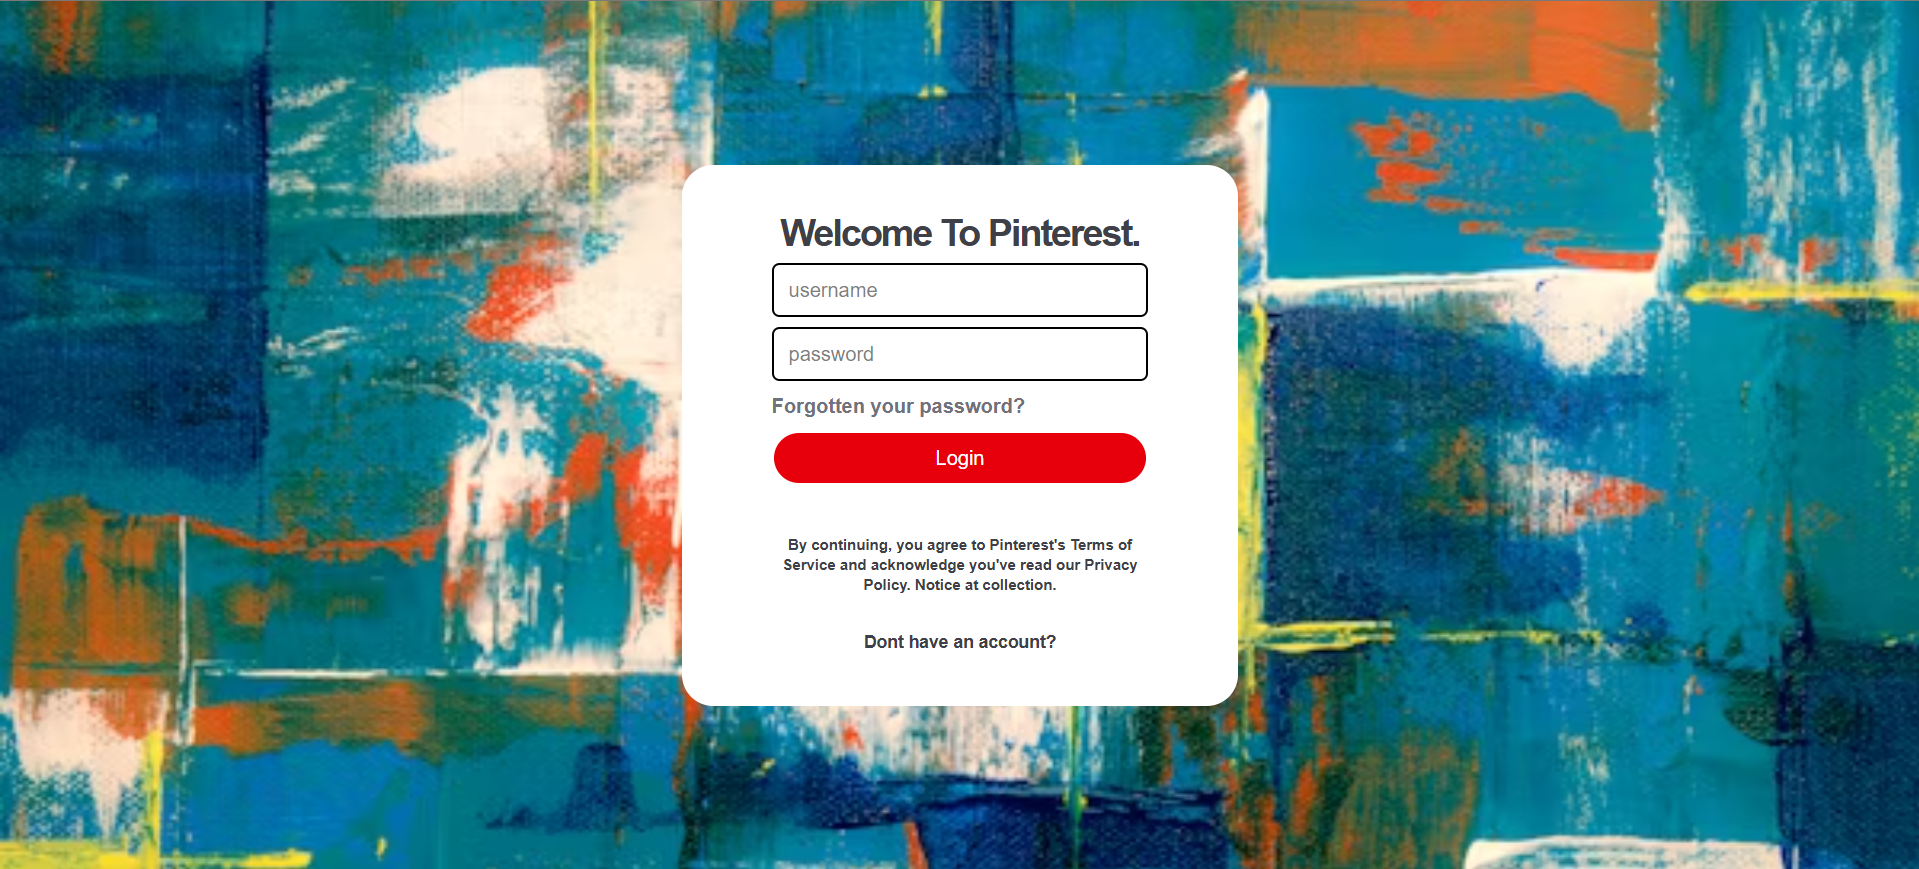 Welcome To Pinterest.
username
password
Forgotten your password?
Login
By continuing, you agree to Pinterest's Terms of
Service and acknowledge you've read our Privacy
Policy. Notice at collection.
Dont have an account?